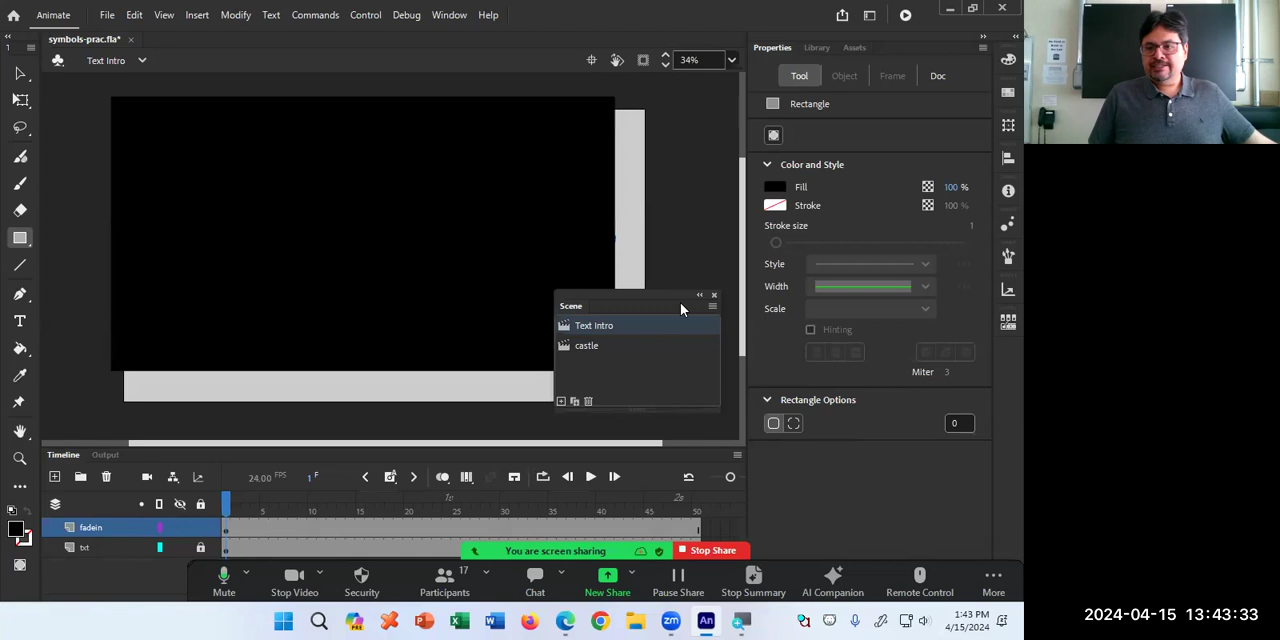 Animate File Edit View Insert Modify Text Commands Control Debug Window Help
symbols-prac.fla*
Text Intro
34%
1
Properties Library Assets
Tool Object Frame Doc
Rectangle
Color and Style
Fill 100 %
Stroke 100 %
Stroke size 1
Style
Width
Scale
Hinting
Miter 3
Rectangle Options
0
Scene
Text Intro
castle
Timeline Output
24.00 FPS 1 F
1s 2s
5 10 15 20 25 30 35 40 45 50
fadein
txt
You are screen sharing Stop Share
17
Mute Stop Video Security Participants Chat New Share Pause Share Stop Summary AI Companion Remote Control More
1:43 PM
4/15/2024
2024-04-15 13:43:33